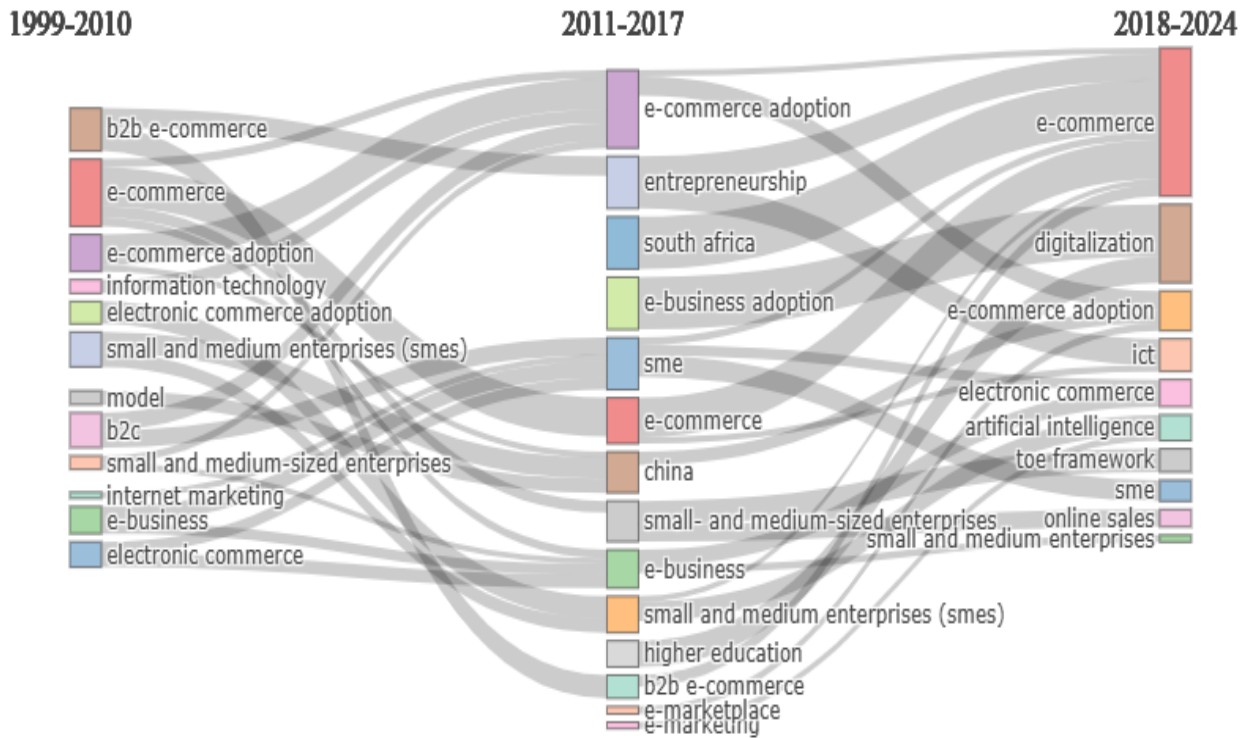 1999-2010
2011-2017
2018-2024
b2b e-commerce
e-commerce
e-commerce adoption
information technology
electronic commerce adoption
small and medium enterprises (smes)
model
b2c
small and medium-sized enterprises
internet marketing
e-business
electronic commerce
e-commerce adoption
entrepreneurship
south africa
e-business adoption
sme
e-commerce
china
small- and medium-sized enterprises
e-business
small and medium enterprises (smes)
higher education
b2b e-commerce
e-marketplace
e-marketing
e-commerce
digitalization
e-commerce adoption
ict
electronic commerce
artificial intelligence
toe framework
sme
online sales
small and medium enterprises